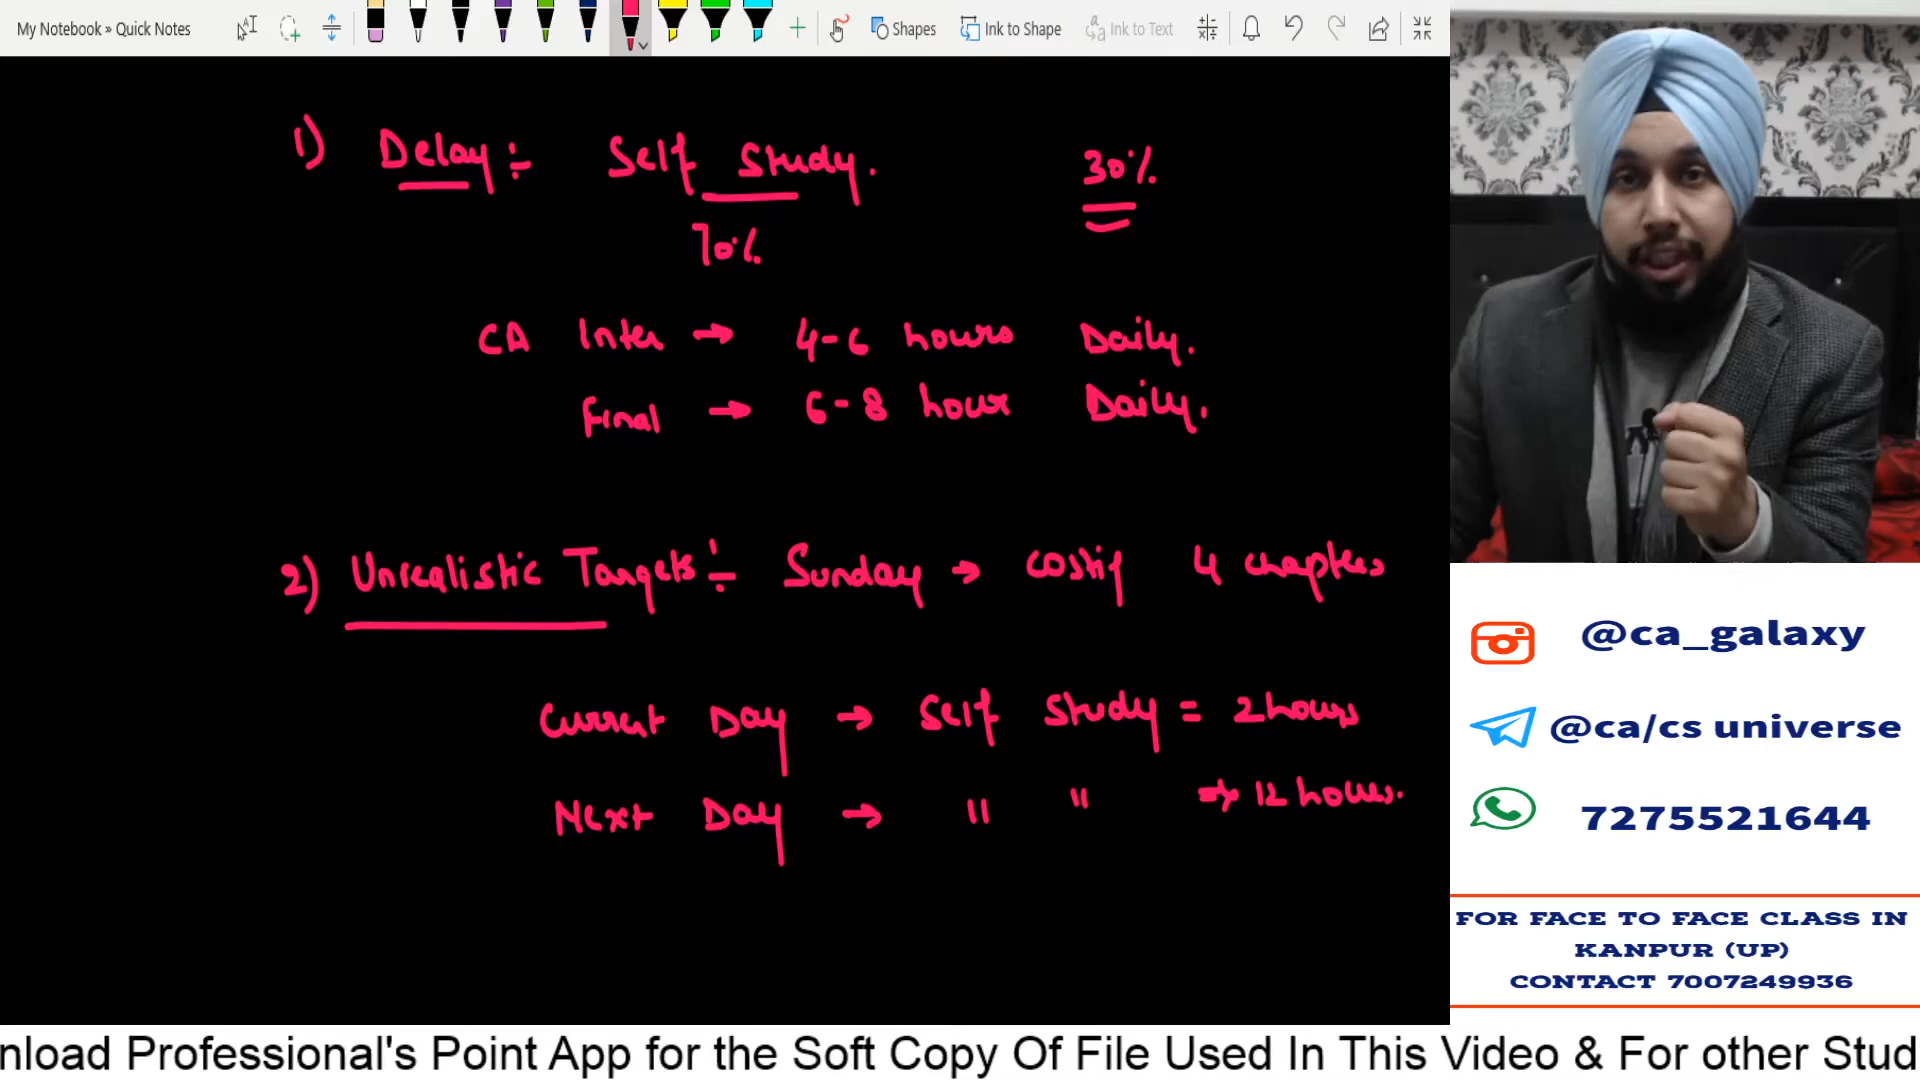 My Notebook » Quick Notes
Shapes
Ink to Shape
Ink to Text
1) Delay :- Self Study. 30%
70%
CA Inter → 4-6 hours Daily.
Final → 6-8 hour Daily.
2) Unrealistic Targets :- Sunday → Costing 4 chapters
Current Day → Self Study = 2 hours
Next Day → " " → 12 hours.
@ca_galaxy
@ca/cs universe
7275521644
FOR FACE TO FACE CLASS IN
KANPUR (UP)
CONTACT 7007249936
nload Professional's Point App for the Soft Copy Of File Used In This Video & For other Stud